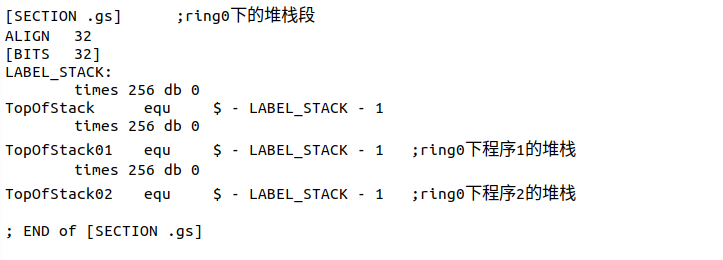 [SECTION .gs]      ;ring0下的堆栈段
ALIGN   32
[BITS   32]
LABEL_STACK:
        times 256 db 0
TopOfStack      equ     $ - LABEL_STACK - 1
        times 256 db 0
TopOfStack01    equ     $ - LABEL_STACK - 1   ;ring0下程序1的堆栈
        times 256 db 0
TopOfStack02    equ     $ - LABEL_STACK - 1   ;ring0下程序2的堆栈
; END of [SECTION .gs]